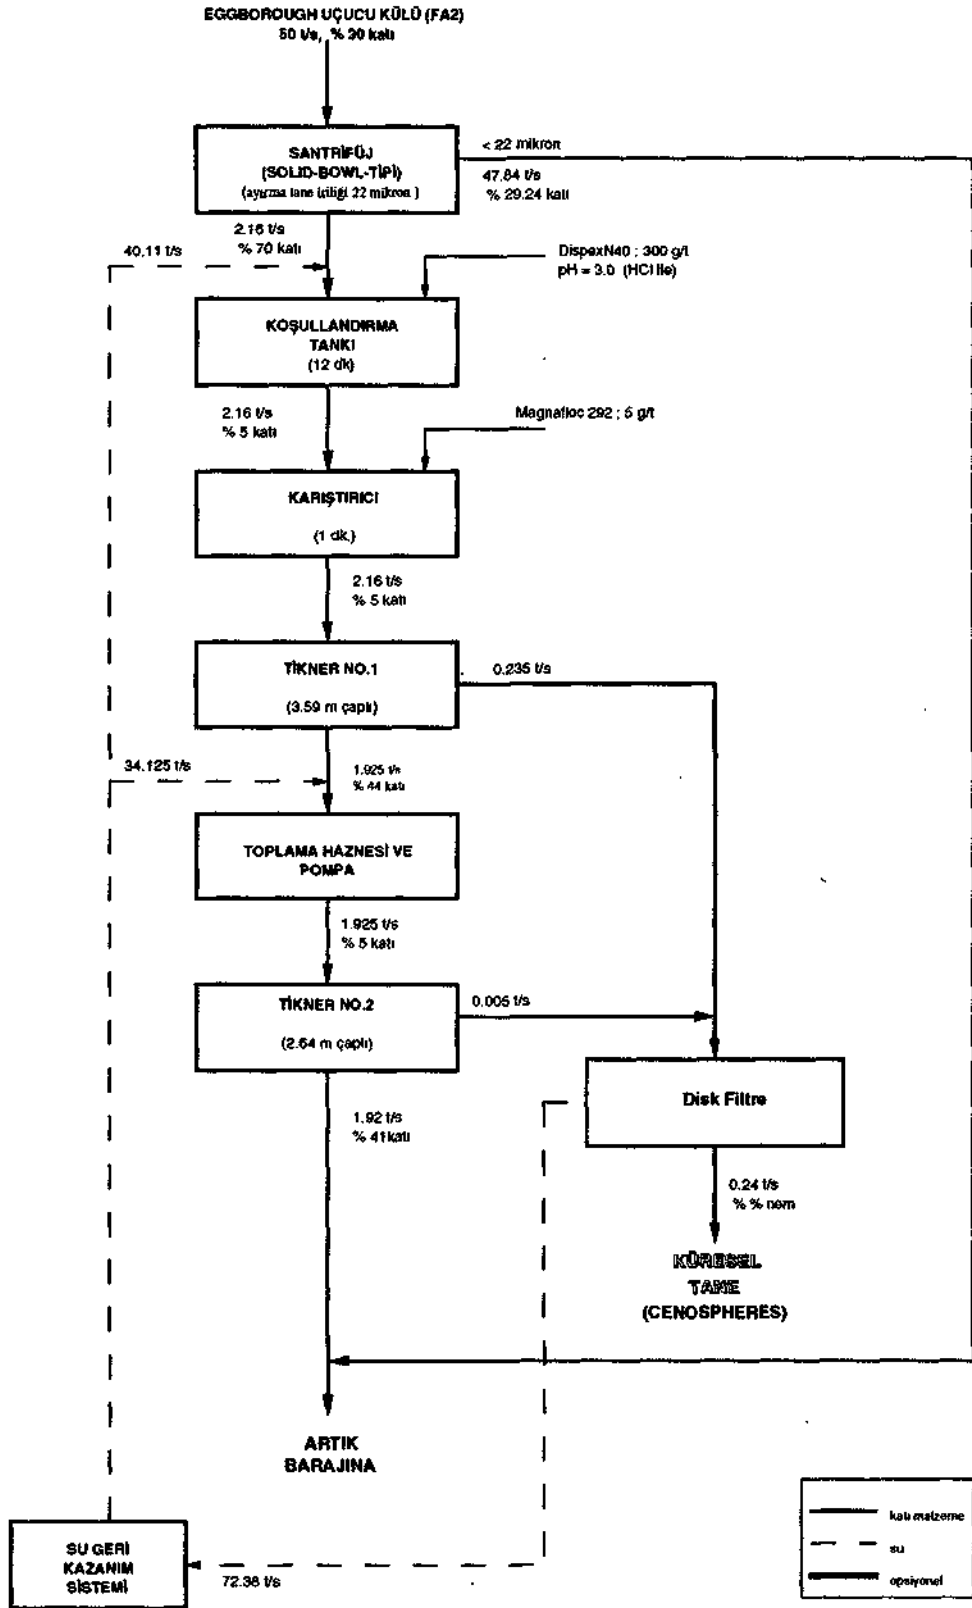 EGGBOROUGH UÇUCU KÜLÜ (FA2)
50 t/s, % 30 katı
SANTRİFÜJ
(SOLID-BOWL-TİPİ)
(ayırma tane iriliği 22 mikron )
< 22 mikron
47.84 t/s
% 29.24 katı
2.16 t/s
% 70 katı
40.11 t/s
DispexN40 ; 300 g/t
pH = 3.0 (HCl ile)
KOŞULLANDIRMA
TANKI
(12 dk)
2.16 t/s
% 5 katı
Magnafloc 292 ; 5 g/t
KARIŞTIRICI
(1 dk.)
2.16 t/s
% 5 katı
TİKNER NO.1
(3.59 m çaplı)
0.235 t/s
34.125 t/s
1.925 t/s
% 44 katı
TOPLAMA HAZNESİ VE
POMPA
1.925 t/s
% 5 katı
TİKNER NO.2
(2.64 m çaplı)
0.005 t/s
Disk Filtre
1.92 t/s
% 41katı
0.24 t/s
% % nem
KÜRESEL
TANE
(CENOSPHERES)
ARTIK
BARAJINA
SU GERİ
KAZANIM
SİSTEMİ
72.38 t/s
katı malzeme
su
opsiyonel